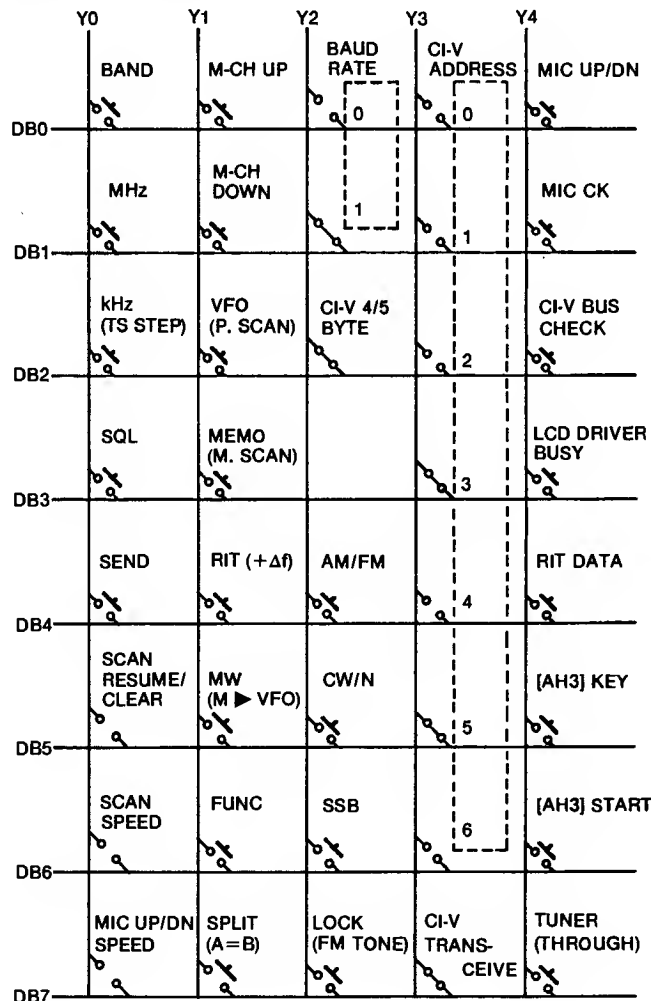 Y0 Y1 Y2 Y3 Y4
BAND M-CH UP BAUD RATE CI-V ADDRESS MIC UP/DN
0 0
DB0
MHz M-CH DOWN 1 1 MIC CK
DB1
kHz (TS STEP) VFO (P. SCAN) CI-V 4/5 BYTE 2 CI-V BUS CHECK
DB2
SQL MEMO (M. SCAN) 3 LCD DRIVER BUSY
DB3
SEND RIT (+Δf) AM/FM 4 RIT DATA
DB4
SCAN RESUME/ CLEAR MW (M ▶ VFO) CW/N 5 [AH3] KEY
DB5
SCAN SPEED FUNC SSB 6 [AH3] START
DB6
MIC UP/DN SPEED SPLIT (A=B) LOCK (FM TONE) CI-V TRANS- CEIVE TUNER (THROUGH)
DB7